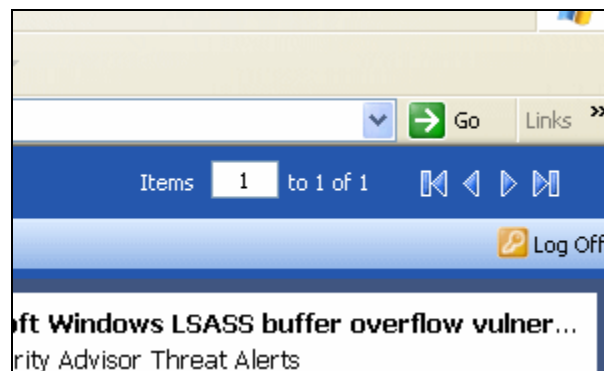 Go Links »
Items 1 to 1 of 1
Log Off
oft Windows LSASS buffer overflow vulner...
rity Advisor Threat Alerts